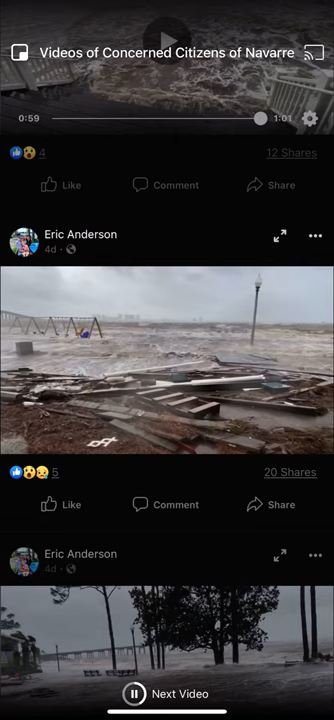 Videos of Concerned Citizens of Navarre
0:59
1:01
4
12 Shares
Like
Comment
Share
Eric Anderson
4d ·
5
20 Shares
Like
Comment
Share
Eric Anderson
4d ·
Next Video